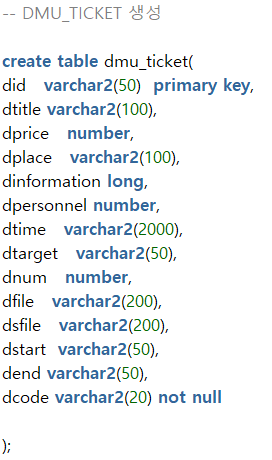 -- DMU_TICKET 생성
create table dmu_ticket(
did varchar2(50) primary key,
dtitle varchar2(100),
dprice number,
dplace varchar2(100),
dinformation long,
dpersonnel number,
dtime varchar2(2000),
dtarget varchar2(50),
dnum number,
dfile varchar2(200),
dsfile varchar2(200),
dstart varchar2(50),
dend varchar2(50),
dcode varchar2(20) not null
);